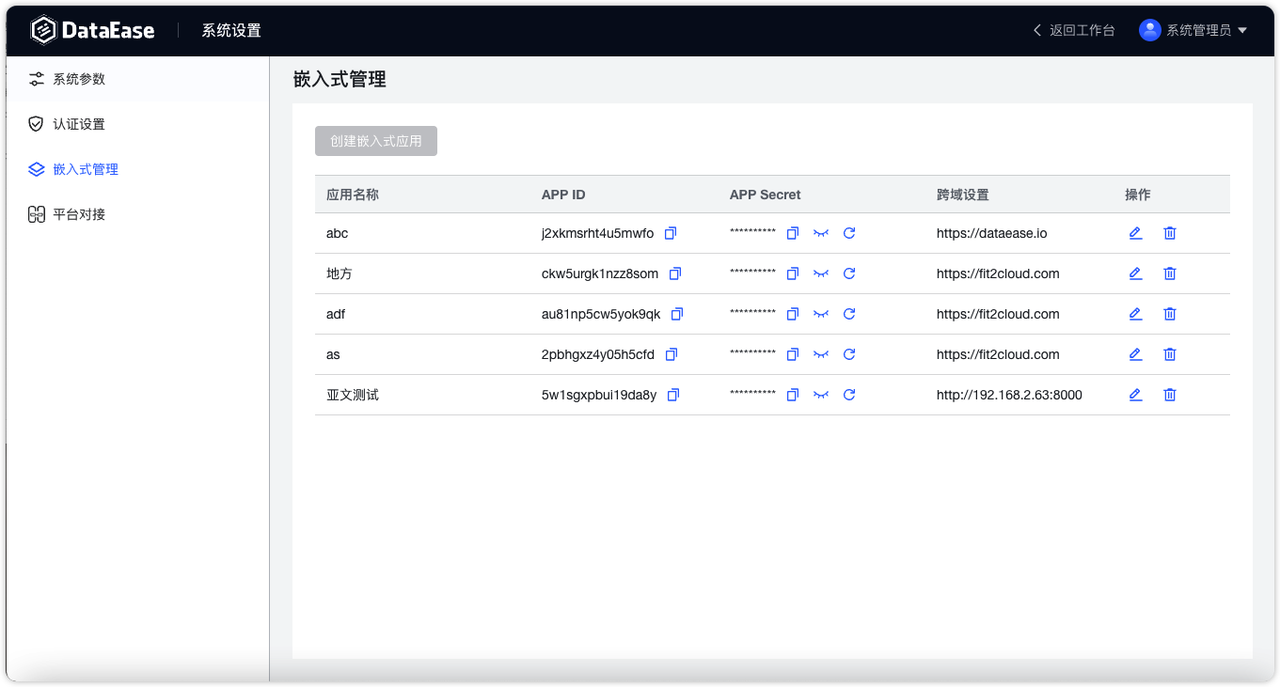 DataEase 系统设置 返回工作台 系统管理员
系统参数
认证设置
嵌入式管理
平台对接
嵌入式管理
创建嵌入式应用
应用名称 APP ID APP Secret 跨域设置 操作
abc j2xkmsrht4u5mwfo ********** https://dataease.io
地方 ckw5urgk1nzz8som ********** https://fit2cloud.com
adf au81np5cw5yok9qk ********** https://fit2cloud.com
as 2pbhgxz4y05h5cfd ********** https://fit2cloud.com
亚文测试 5w1sgxpbui19da8y ********** http://192.168.2.63:8000